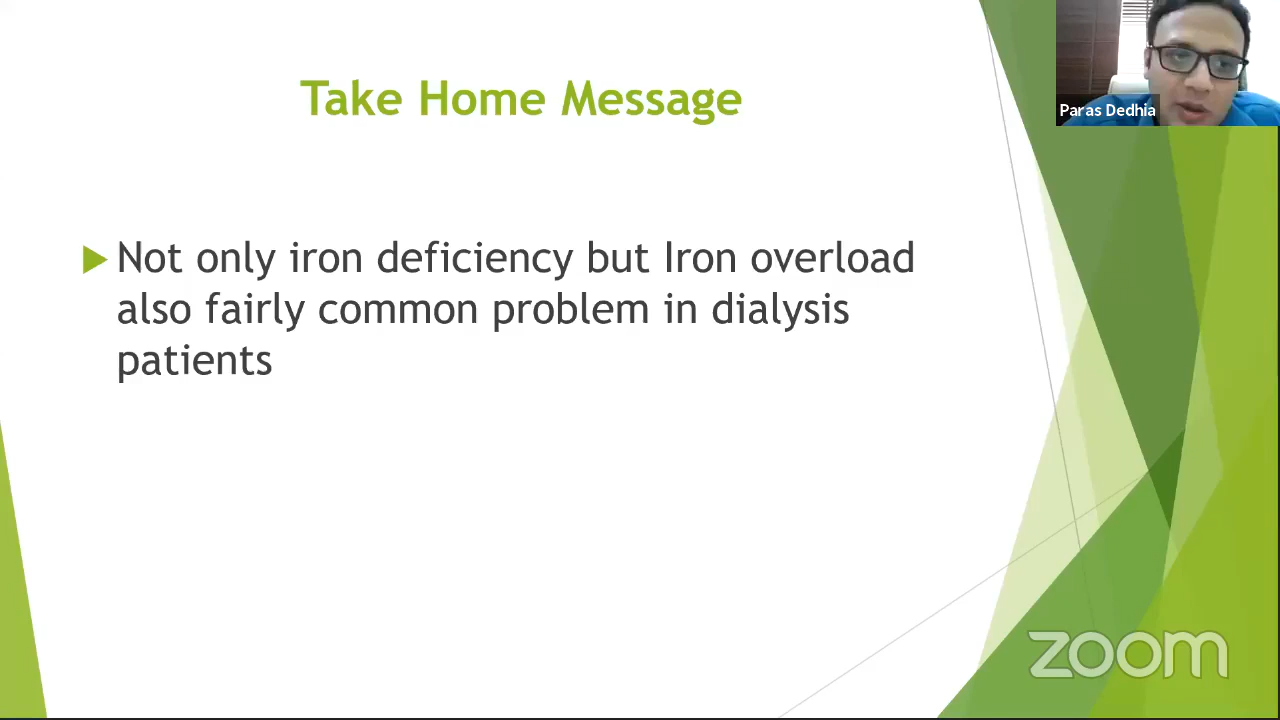 Take Home Message
Paras Dedhia
Not only iron deficiency but Iron overload
also fairly common problem in dialysis
patients
zoom